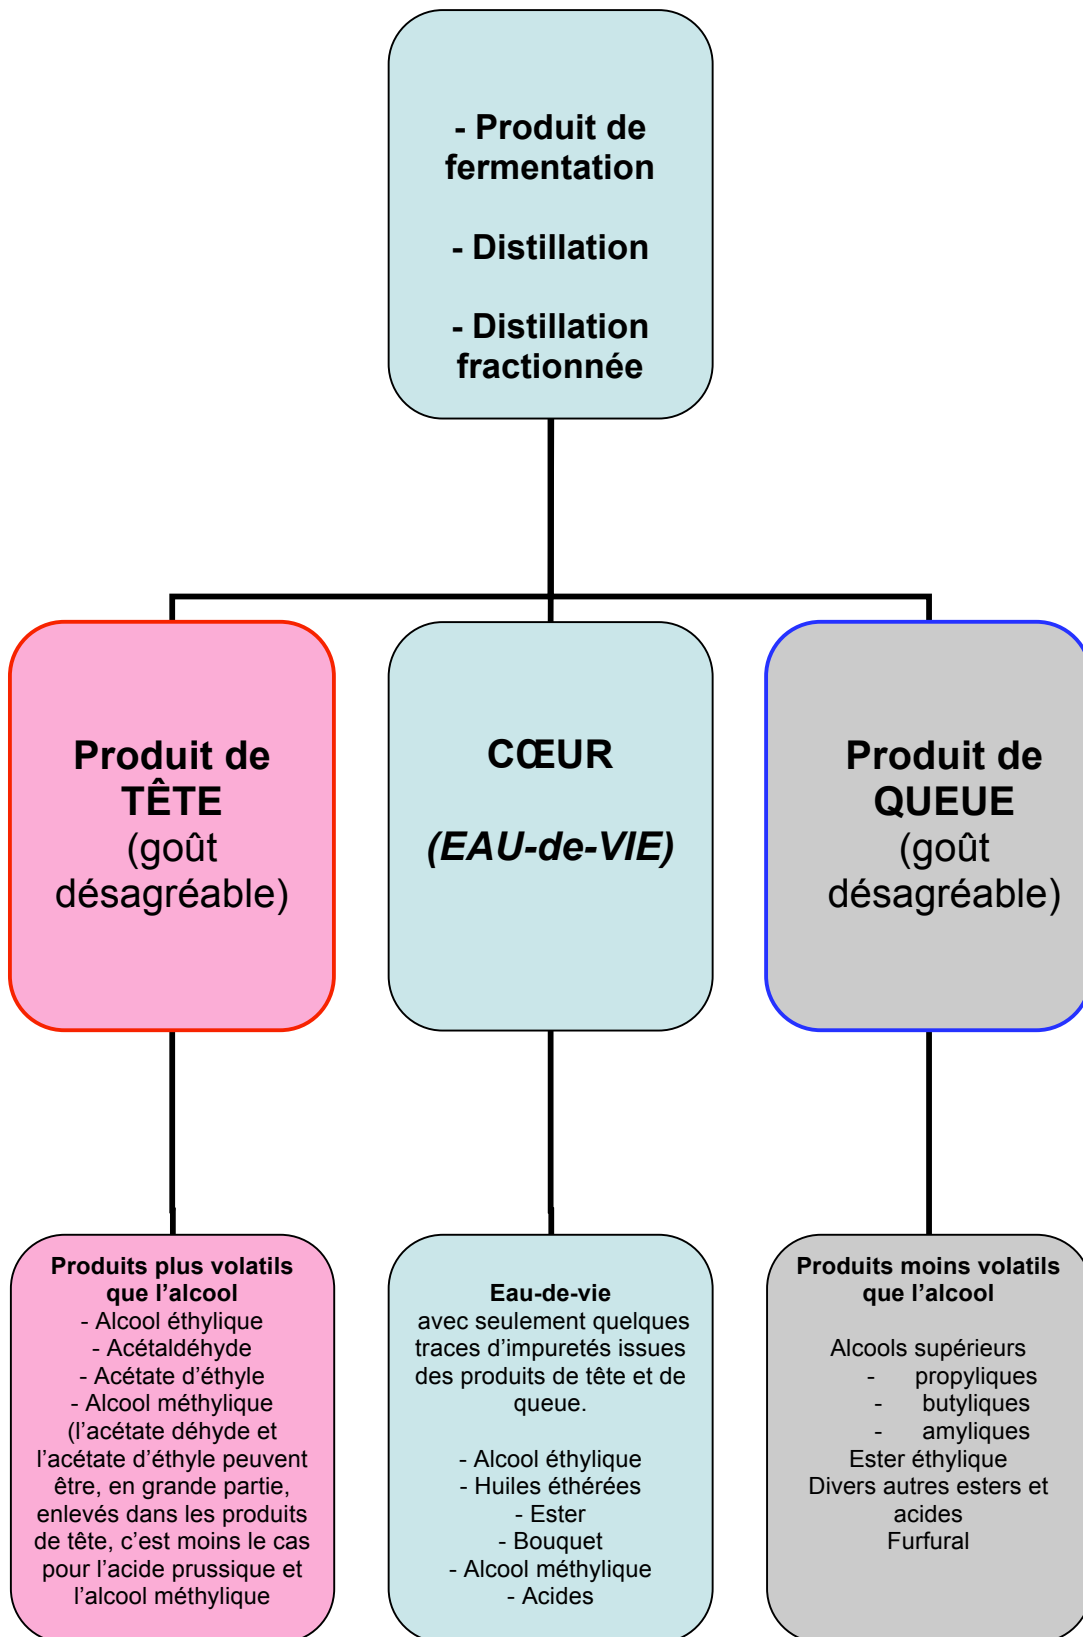 - Produit de
fermentation
- Distillation
- Distillation
fractionnée
Produit de
TÊTE
(goût
désagréable)
CŒUR
(EAU-de-VIE)
Produit de
QUEUE
(goût
désagréable)
Produits plus volatils
que l’alcool
- Alcool éthylique
- Acétaldéhyde
- Acétate d’éthyle
- Alcool méthylique
(l’acétate déhyde et
l’acétate d’éthyle peuvent
être, en grande partie,
enlevés dans les produits
de tête, c’est moins le cas
pour l’acide prussique et
l’alcool méthylique
Eau-de-vie
avec seulement quelques
traces d’impuretés issues
des produits de tête et de
queue.
- Alcool éthylique
- Huiles éthérées
- Ester
- Bouquet
- Alcool méthylique
- Acides
Produits moins volatils
que l’alcool
Alcools supérieurs
- propyliques
- butyliques
- amyliques
Ester éthylique
Divers autres esters et
acides
Furfural